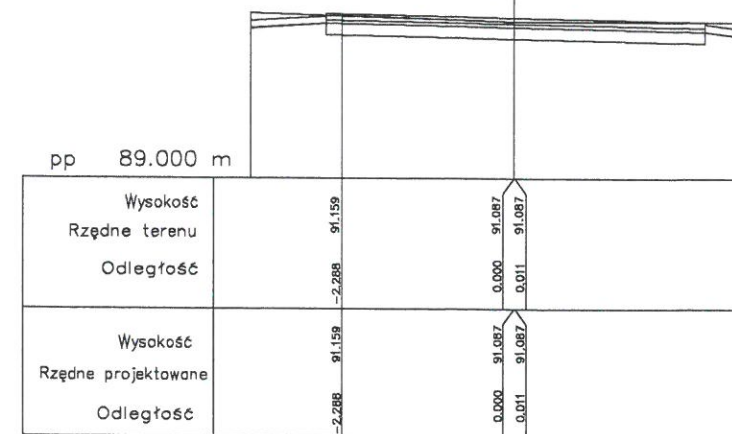 pp 89.000 m
Wysokość 91.159 91.087 91.087
Rzędne terenu
Odległość -2.288 0.000 0.011
Wysokość 91.159 91.087 91.087
Rzędne projektowane
Odległość -2.288 0.000 0.011